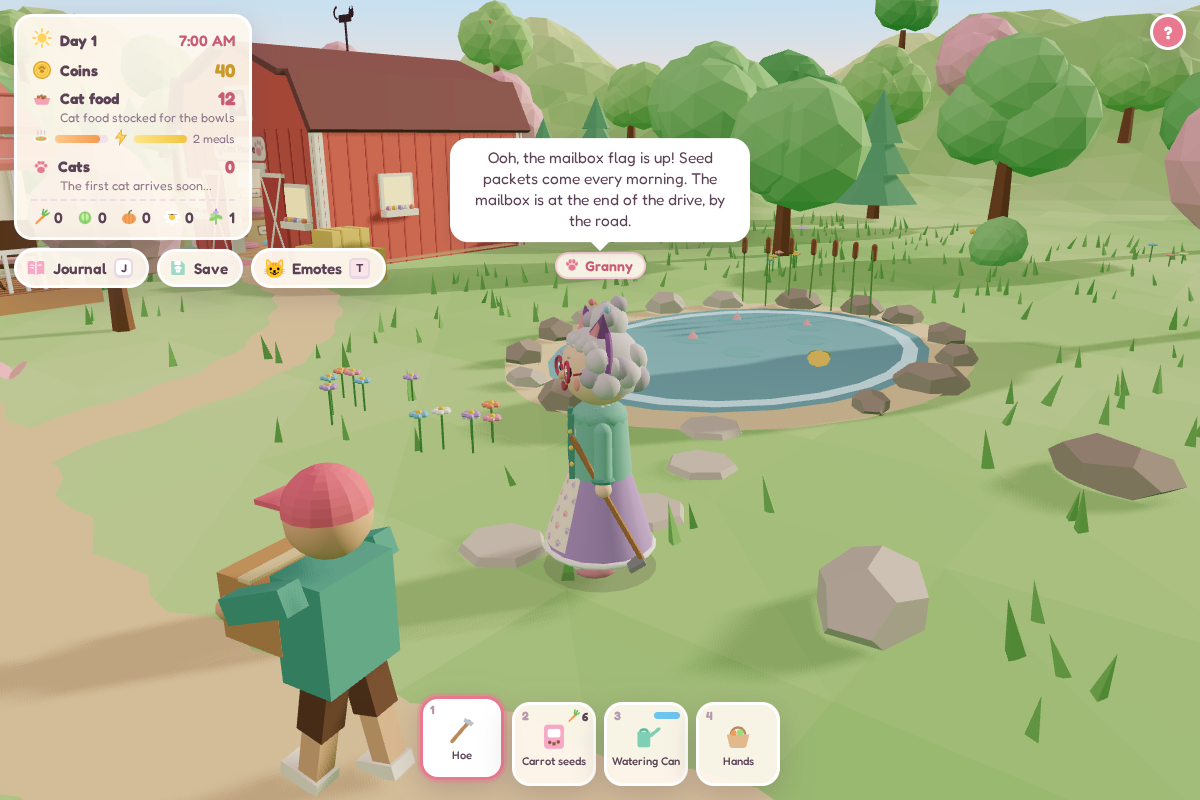 Day 1 7:00 AM
Coins 40
Cat food 12
Cat food stocked for the bowls
2 meals
Cats 0
The first cat arrives soon...
0 0 0 0 1
Journal J Save Emotes T
?
Ooh, the mailbox flag is up! Seed
packets come every morning. The
mailbox is at the end of the drive, by
the road.
Granny
1 Hoe
2 6 Carrot seeds
3 Watering Can
4 Hands